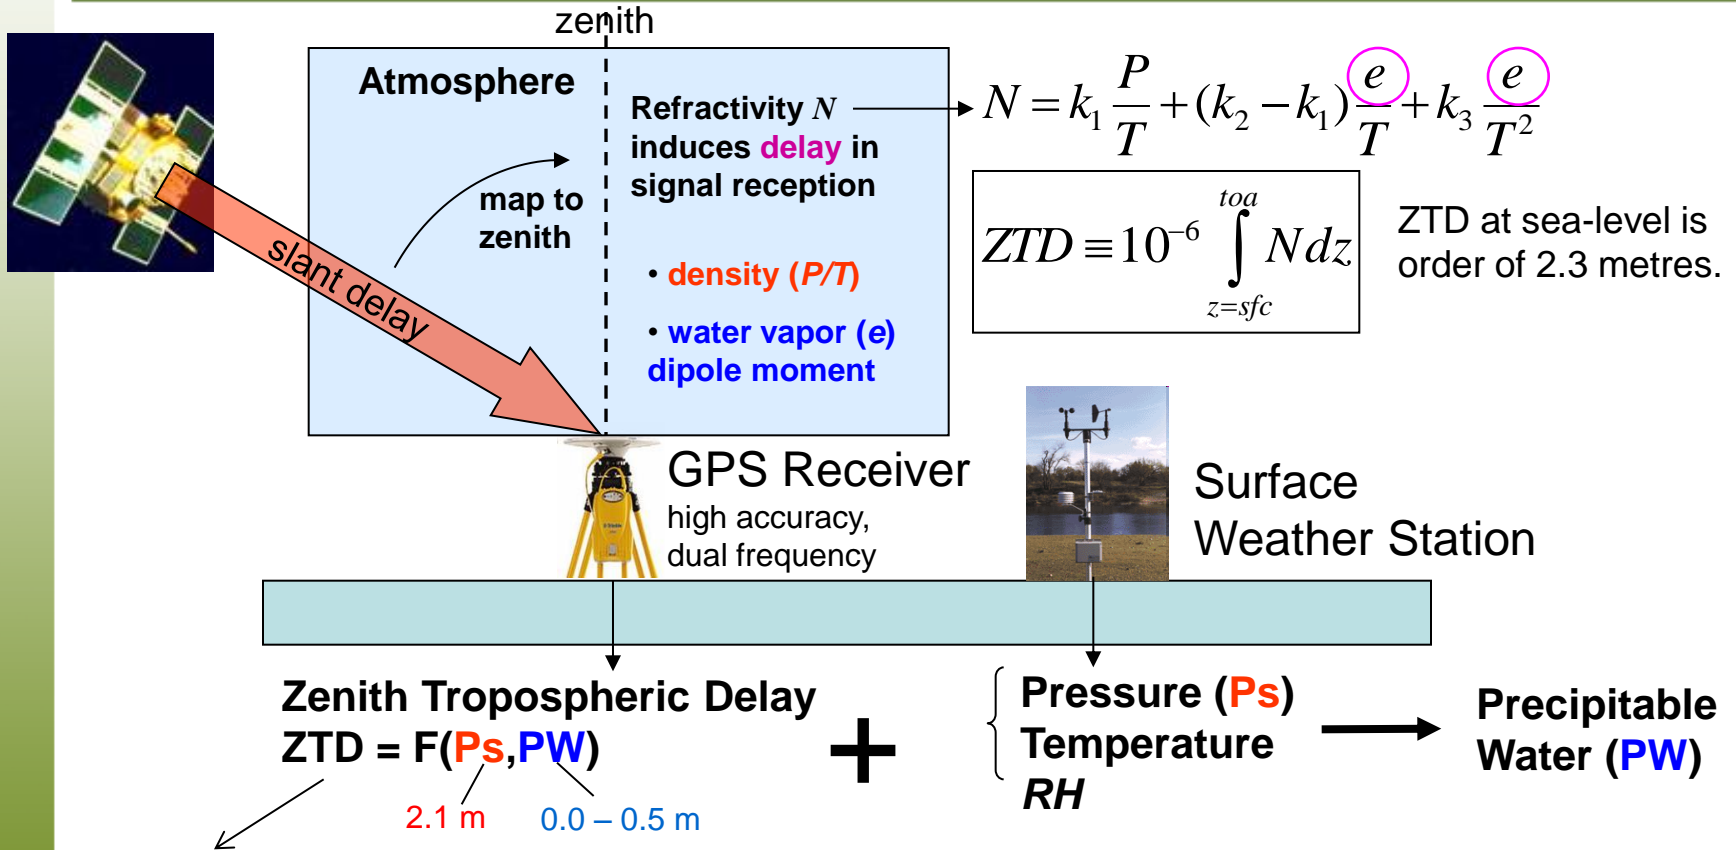 zenith
Atmosphere
Refractivity N
induces delay in
signal reception
map to
zenith
slant delay
• density (P/T)
• water vapor (e)
dipole moment
N = k₁ P/T + (k₂ − k₁) e/T + k₃ e/T²
ZTD ≡ 10⁻⁶ ∫_{z=sfc}^{toa} N dz
ZTD at sea-level is
order of 2.3 metres.
GPS Receiver
high accuracy,
dual frequency
Surface
Weather Station
Zenith Tropospheric Delay
ZTD = F(Ps,PW)
2.1 m
0.0 – 0.5 m
+
Pressure (Ps)
Temperature
RH
Precipitable
Water (PW)